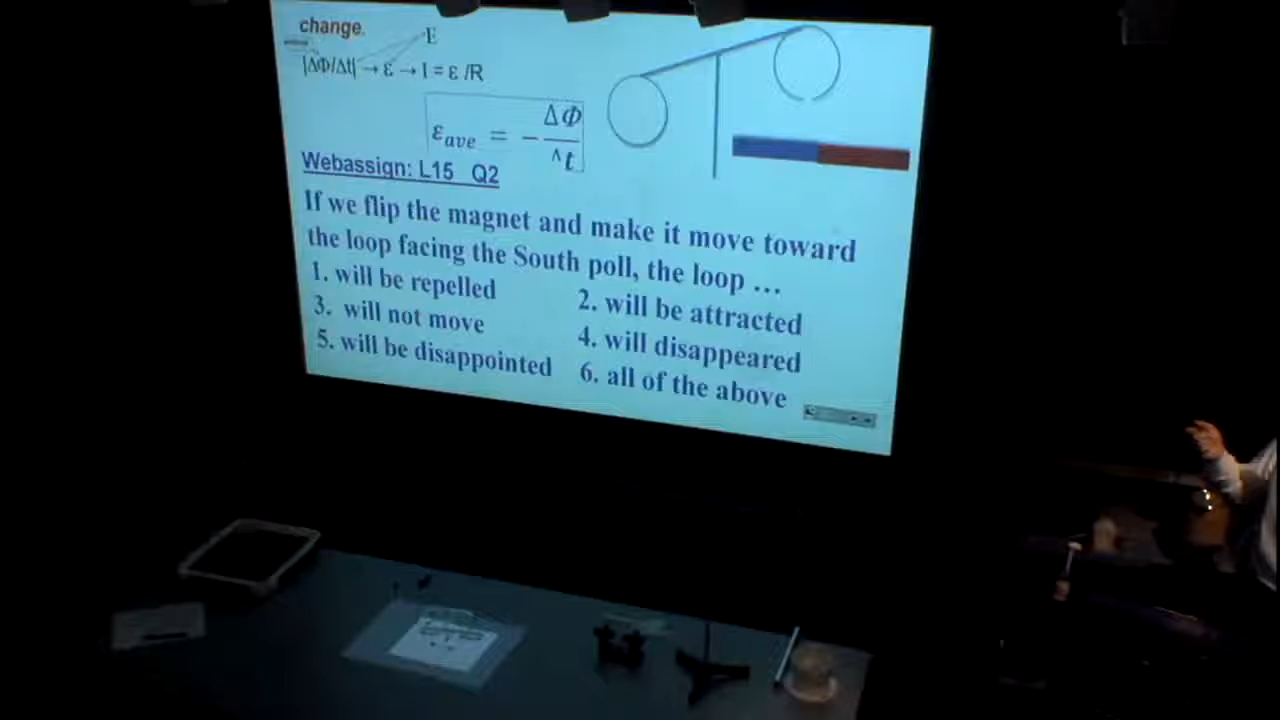 change.
E
|ΔΦ/Δt| → ε → I = ε /R
ε_ave = − ΔΦ / Δt
Webassign: L15 Q2
If we flip the magnet and make it move toward
the loop facing the South poll, the loop …
1. will be repelled 2. will be attracted
3. will not move 4. will disappeared
5. will be disappointed 6. all of the above